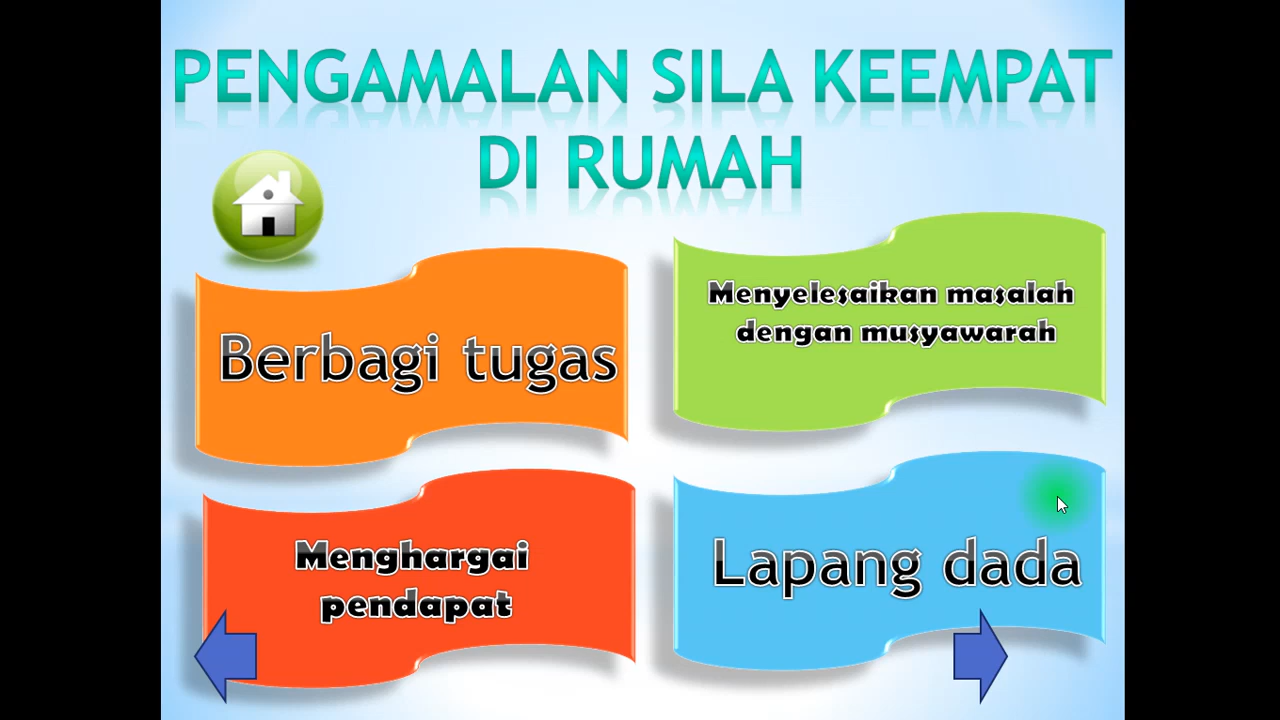 PENGAMALAN SILA KEEMPAT
DI RUMAH
Berbagi tugas
Menyelesaikan masalah
dengan musyawarah
Menghargai
pendapat
Lapang dada